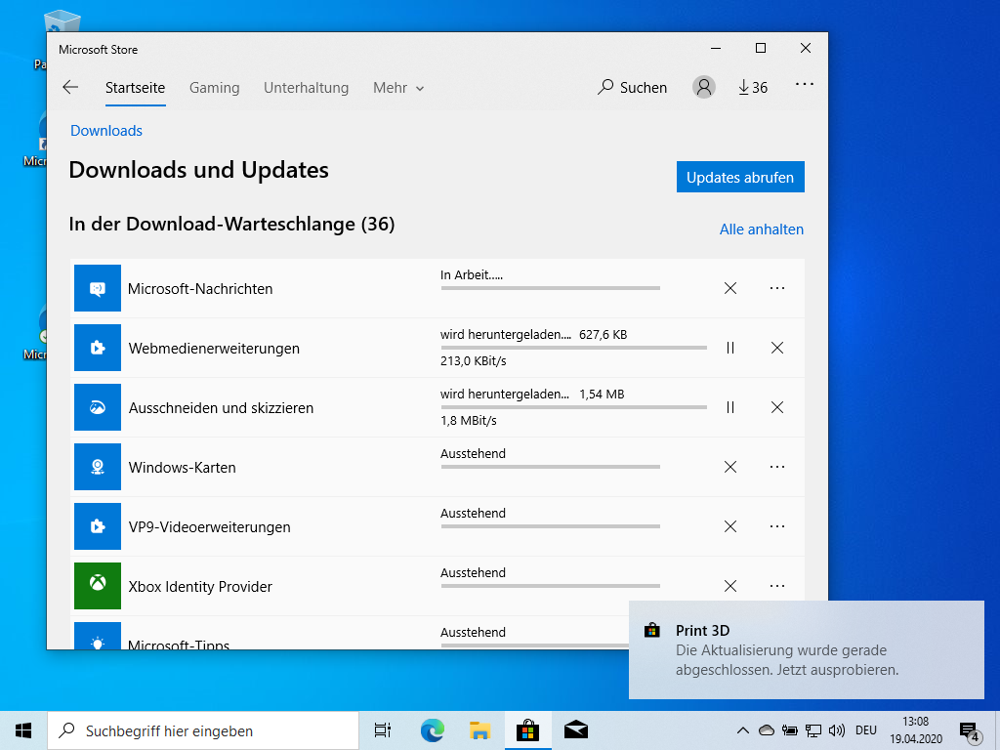 Pa
Micr
Micr
Microsoft Store
Startseite Gaming Unterhaltung Mehr Suchen 36
Downloads
Downloads und Updates
Updates abrufen
In der Download-Warteschlange (36)
Alle anhalten
Microsoft-Nachrichten
In Arbeit.....
Webmedienerweiterungen
wird heruntergeladen.... 627,6 KB
213,0 KBit/s
Ausschneiden und skizzieren
wird heruntergeladen... 1,54 MB
1,8 MBit/s
Windows-Karten
Ausstehend
VP9-Videoerweiterungen
Ausstehend
Xbox Identity Provider
Ausstehend
Microsoft-Tipps
Ausstehend
Print 3D
Die Aktualisierung wurde gerade
abgeschlossen. Jetzt ausprobieren.
Suchbegriff hier eingeben
DEU
13:08
19.04.2020
4